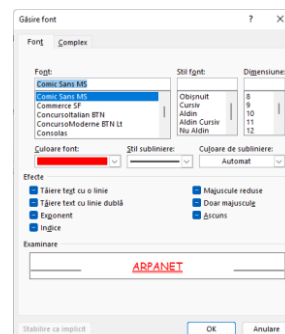 Găsire font ? X
Font Complex
Font: Stil font: Dimensiune:
Comic Sans MS
Comic Sans MS Obișnuit 8
Commerce SF Cursiv 9
ConcursoItalian BTN Aldin 10
ConcursoModerne BTN Lt Aldin Cursiv 11
Consolas Nu Aldin 12
Culoare font: Stil subliniere: Culoare de subliniere:
Automat
Efecte
Tăiere text cu o linie Majuscule reduse
Tăiere text cu linie dublă Doar majuscule
Exponent Ascuns
Indice
Examinare
ARPANET
Stabilire ca implicit OK Anulare